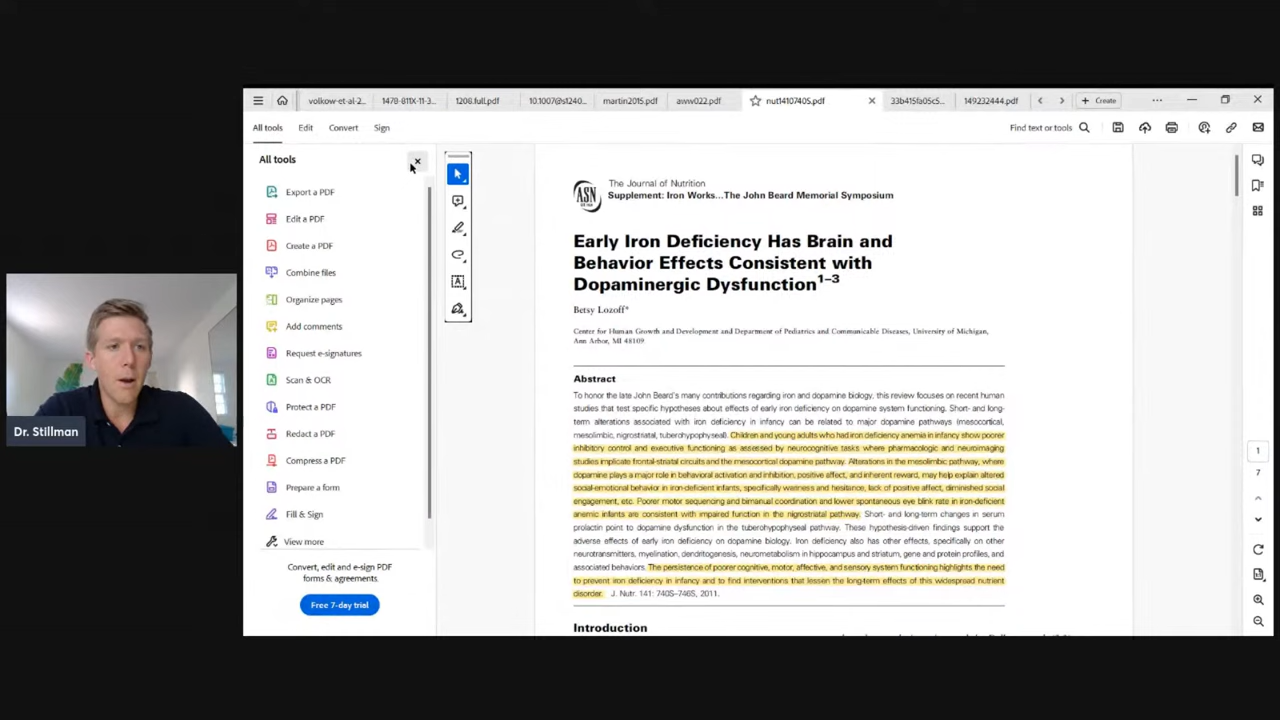 volkow-et-al-2...
1478-811X-11-3...
1208.full.pdf
10.1007@s1240...
martin2015.pdf
aww022.pdf
nut1410740S.pdf
33b415fa05c5...
149232444.pdf
Create
All tools
Edit
Convert
Sign
Find text or tools
All tools
Export a PDF
Edit a PDF
Create a PDF
Combine files
Organize pages
Add comments
Request e-signatures
Scan & OCR
Protect a PDF
Redact a PDF
Compress a PDF
Prepare a form
Fill & Sign
View more
Convert, edit and e-sign PDF
forms & agreements.
Free 7-day trial
ASN
The Journal of Nutrition
Supplement: Iron Works...The John Beard Memorial Symposium
Early Iron Deficiency Has Brain and
Behavior Effects Consistent with
Dopaminergic Dysfunction1–3
Betsy Lozoff*
Center for Human Growth and Development and Department of Pediatrics and Communicable Diseases, University of Michigan,
Ann Arbor, MI 48109
Abstract
To honor the late John Beard's many contributions regarding iron and dopamine biology, this review focuses on recent human
studies that test specific hypotheses about effects of early iron deficiency on dopamine system functioning. Short- and long-
term alterations associated with iron deficiency in infancy can be related to major dopamine pathways (mesocortical,
mesolimbic, nigrostriatal, tuberohypophyseal). Children and young adults who had iron deficiency anemia in infancy show poorer
inhibitory control and executive functioning as assessed by neurocognitive tasks where pharmacologic and neuroimaging
studies implicate frontal-striatal circuits and the mesocortical dopamine pathway. Alterations in the mesolimbic pathway, where
dopamine plays a major role in behavioral activation and inhibition, positive affect, and inherent reward, may help explain altered
social-emotional behavior in iron-deficient infants, specifically wariness and hesitance, lack of positive affect, diminished social
engagement, etc. Poorer motor sequencing and bimanual coordination and lower spontaneous eye blink rate in iron-deficient
anemic infants are consistent with impaired function in the nigrostriatal pathway. Short- and long-term changes in serum
prolactin point to dopamine dysfunction in the tuberohypophyseal pathway. These hypothesis-driven findings support the
adverse effects of early iron deficiency on dopamine biology. Iron deficiency also has other effects, specifically on other
neurotransmitters, myelination, dendritogenesis, neurometabolism in hippocampus and striatum, gene and protein profiles, and
associated behaviors. The persistence of poorer cognitive, motor, affective, and sensory system functioning highlights the need
to prevent iron deficiency in infancy and to find interventions that lessen the long-term effects of this widespread nutrient
disorder. J. Nutr. 141: 740S–746S, 2011.
Introduction
1
7
Dr. Stillman